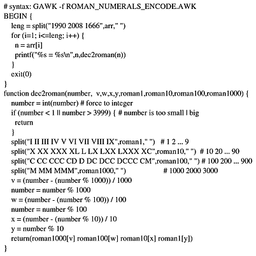 # syntax: GAWK -f ROMAN_NUMERALS_ENCODE.AWK
BEGIN {
leng = split("1990 2008 1666",arr," ")
for (i=1; i<=leng; i++) {
n = arr[i]
printf("%s = %s\n",n,dec2roman(n))
}
exit(0)
}
function dec2roman(number, v,w,x,y,roman1,roman10,roman100,roman1000) {
number = int(number) # force to integer
if (number < 1 || number > 3999) { # number is too small | big
return
}
split("I II III IV V VI VII VIII IX",roman1," ") # 1 2 ... 9
split("X XX XXX XL L LX LXX LXXX XC",roman10," ") # 10 20 ... 90
split("C CC CCC CD D DC DCC DCCC CM",roman100," ") # 100 200 ... 900
split("M MM MMM",roman1000," ") # 1000 2000 3000
v = (number - (number % 1000)) / 1000
number = number % 1000
w = (number - (number % 100)) / 100
number = number % 100
x = (number - (number % 10)) / 10
y = number % 10
return(roman1000[v] roman100[w] roman10[x] roman1[y])
}